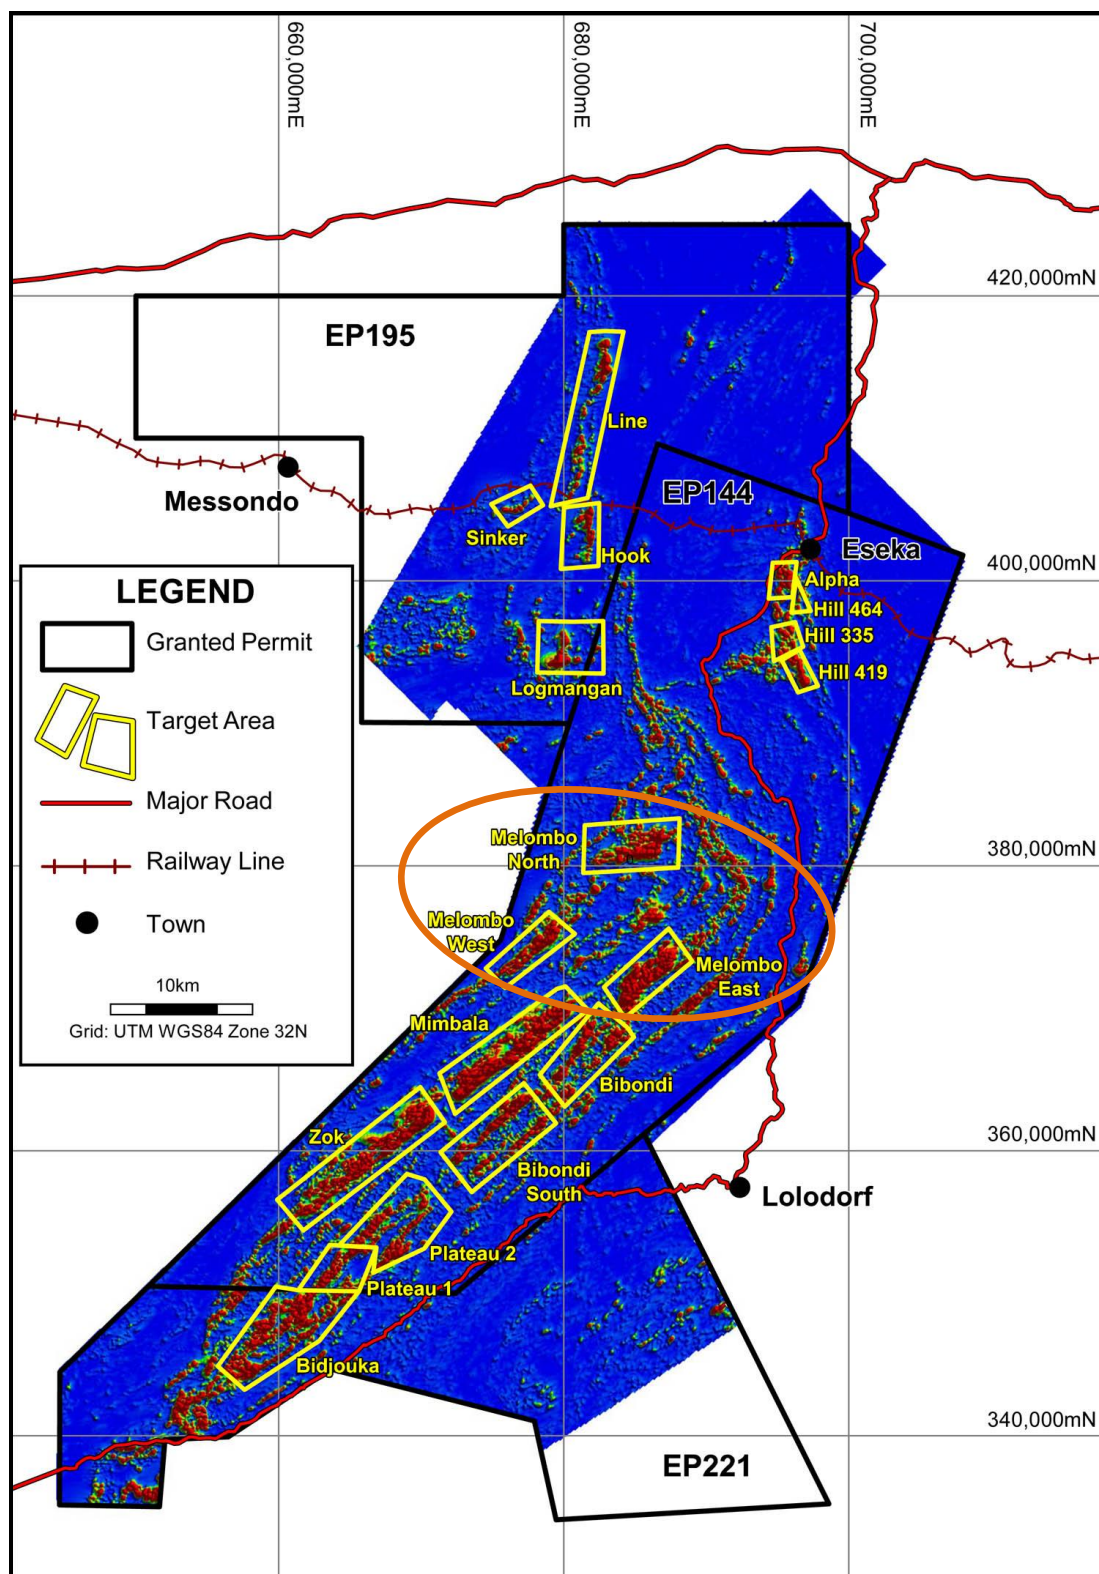 660,000mE
680,000mE
700,000mE
420,000mN
EP195
Line
EP144
Messondo
Sinker
Hook
Eseka
400,000mN
Alpha
Hill 464
Hill 335
Hill 419
Logmangan
LEGEND
Granted Permit
Target Area
Major Road
Railway Line
Town
10km
Grid: UTM WGS84 Zone 32N
Melombo
North
380,000mN
Melombo
West
Melombo
East
Mimbala
Bibondi
Zok
360,000mN
Bibondi
South
Lolodorf
Plateau 2
Plateau 1
Bidjouka
340,000mN
EP221